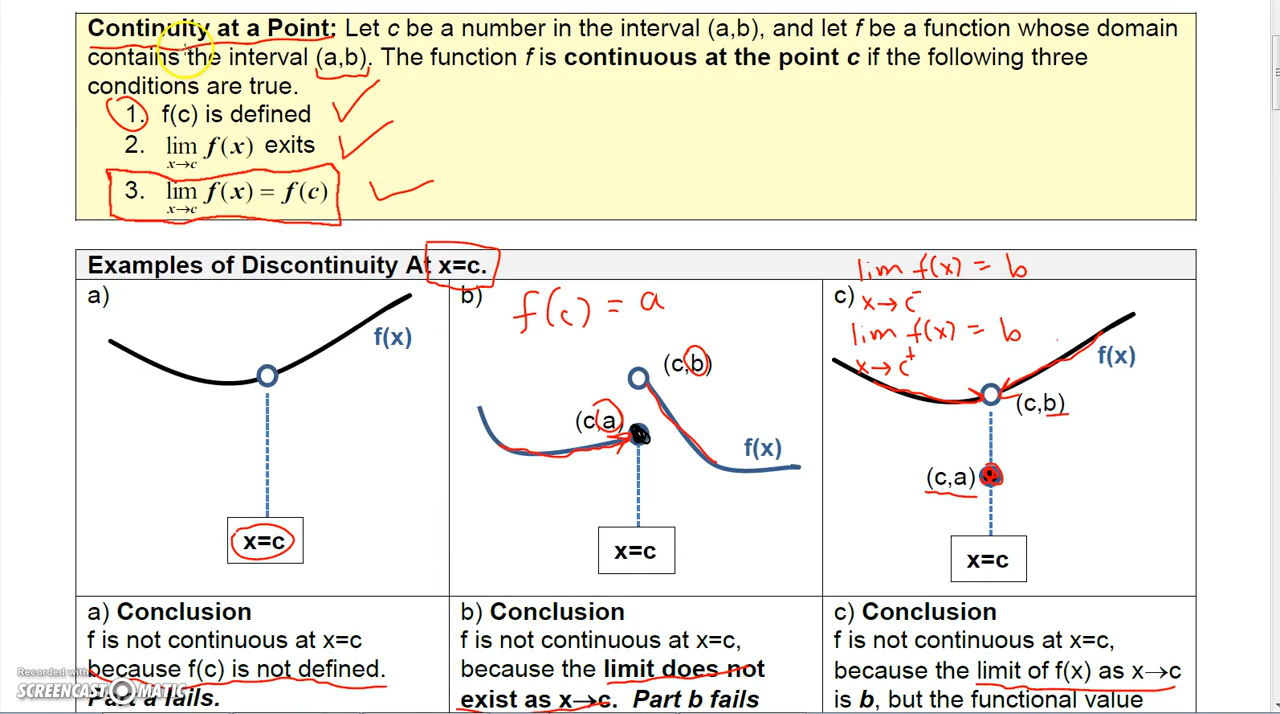 Continuity at a Point: Let c be a number in the interval (a,b), and let f be a function whose domain
contains the interval (a,b). The function f is continuous at the point c if the following three
conditions are true.
1. f(c) is defined
2. lim x→c f(x) exits
3. lim x→c f(x) = f(c)
Examples of Discontinuity At x=c.
a)
f(x)
x=c
b) f(c) = a
(c,b)
(c,a)
f(x)
x=c
lim f(x) = b
c) x→c⁻
lim f(x) = b
x→c⁺
f(x)
(c,b)
(c,a)
x=c
a) Conclusion
f is not continuous at x=c
because f(c) is not defined.
Part a fails.
b) Conclusion
f is not continuous at x=c,
because the limit does not
exist as x→c. Part b fails
c) Conclusion
f is not continuous at x=c,
because the limit of f(x) as x→c
is b, but the functional value
Recorded with
SCREENCAST-O-MATIC